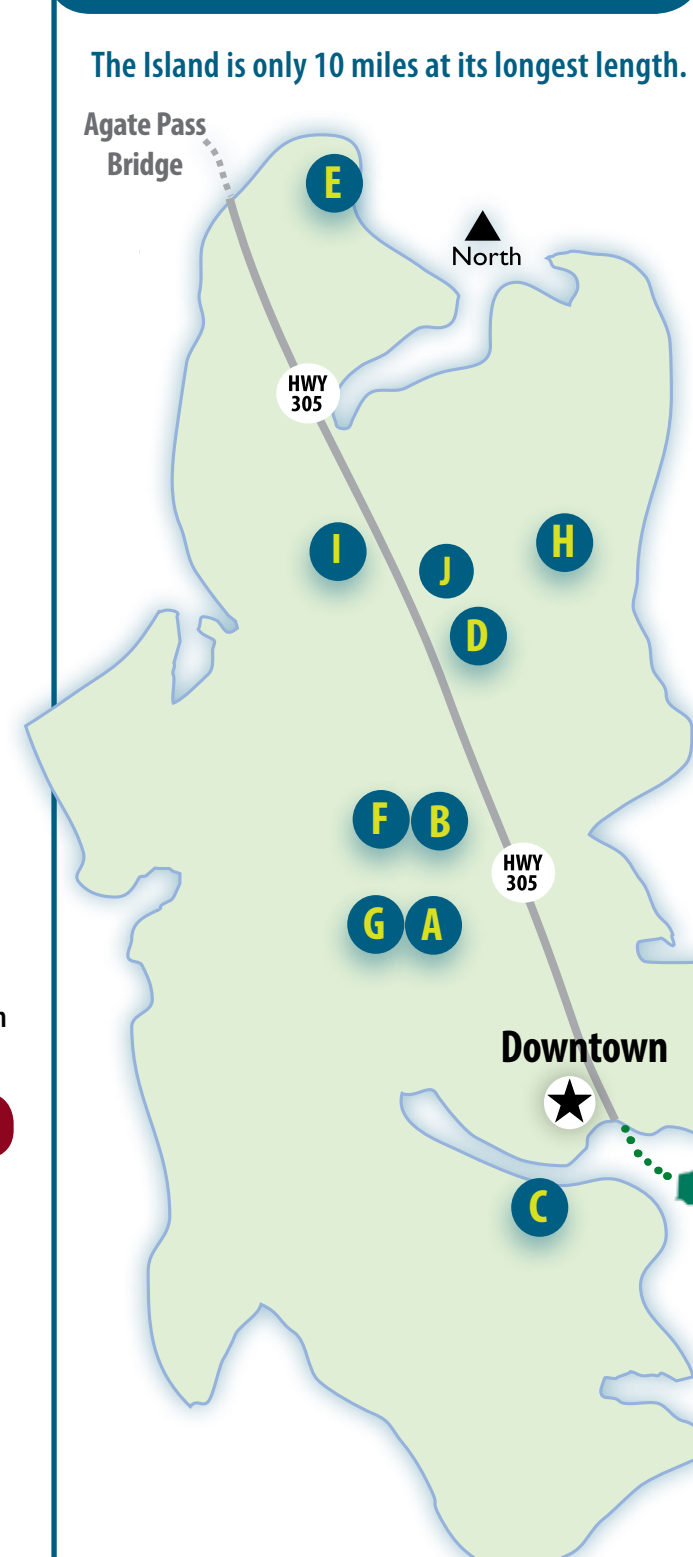 The Island is only 10 miles at its longest length.
Agate Pass
Bridge
E
North
HWY
305
I
J
H
D
F
B
HWY
305
G
A
n
Downtown
C